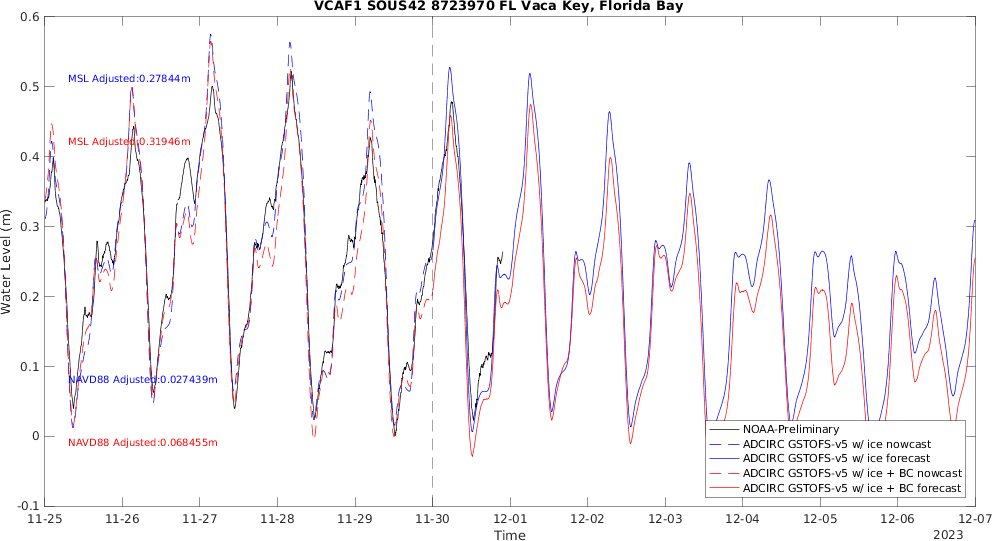 VCAF1 SOUS42 8723970 FL Vaca Key, Florida Bay
0.6
0.5
0.4
0.3
0.2
0.1
0
-0.1
Water Level (m)
MSL Adjusted:0.27844m
MSL Adjusted:0.31946m
NAVD88 Adjusted:0.027439m
NAVD88 Adjusted:0.068455m
NOAA-Preliminary
ADCIRC GSTOFS-v5 w/ ice nowcast
ADCIRC GSTOFS-v5 w/ ice forecast
ADCIRC GSTOFS-v5 w/ ice + BC nowcast
ADCIRC GSTOFS-v5 w/ ice + BC forecast
11-25 11-26 11-27 11-28 11-29 11-30 12-01 12-02 12-03 12-04 12-05 12-06 12-07
Time
2023